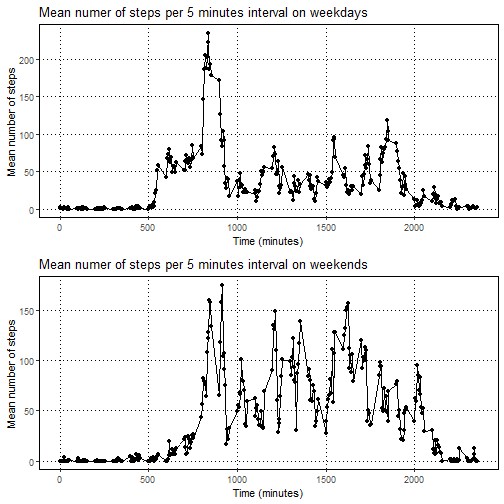 Mean numer of steps per 5 minutes interval on weekdays
Mean number of steps
200
150
100
50
0
0 500 1000 1500 2000
Time (minutes)
Mean numer of steps per 5 minutes interval on weekends
Mean number of steps
150
100
50
0
0 500 1000 1500 2000
Time (minutes)